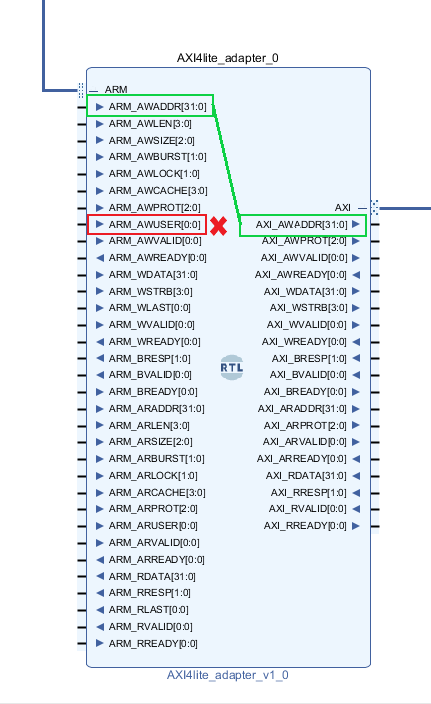 AXI4lite_adapter_0
ARM
ARM_AWADDR[31:0]
ARM_AWLEN[3:0]
ARM_AWSIZE[2:0]
ARM_AWBURST[1:0]
ARM_AWLOCK[1:0]
ARM_AWCACHE[3:0]
ARM_AWPROT[2:0]
ARM_AWUSER[0:0]
ARM_AWVALID[0:0]
ARM_AWREADY[0:0]
ARM_WDATA[31:0]
ARM_WSTRB[3:0]
ARM_WLAST[0:0]
ARM_WVALID[0:0]
ARM_WREADY[0:0]
ARM_BRESP[1:0]
ARM_BVALID[0:0]
ARM_BREADY[0:0]
ARM_ARADDR[31:0]
ARM_ARLEN[3:0]
ARM_ARSIZE[2:0]
ARM_ARBURST[1:0]
ARM_ARLOCK[1:0]
ARM_ARCACHE[3:0]
ARM_ARPROT[2:0]
ARM_ARUSER[0:0]
ARM_ARVALID[0:0]
ARM_ARREADY[0:0]
ARM_RDATA[31:0]
ARM_RRESP[1:0]
ARM_RLAST[0:0]
ARM_RVALID[0:0]
ARM_RREADY[0:0]
RTL
AXI
AXI_AWADDR[31:0]
AXI_AWPROT[2:0]
AXI_AWVALID[0:0]
AXI_AWREADY[0:0]
AXI_WDATA[31:0]
AXI_WSTRB[3:0]
AXI_WVALID[0:0]
AXI_WREADY[0:0]
AXI_BRESP[1:0]
AXI_BVALID[0:0]
AXI_BREADY[0:0]
AXI_ARADDR[31:0]
AXI_ARPROT[2:0]
AXI_ARVALID[0:0]
AXI_ARREADY[0:0]
AXI_RDATA[31:0]
AXI_RRESP[1:0]
AXI_RVALID[0:0]
AXI_RREADY[0:0]
AXI4lite_adapter_v1_0